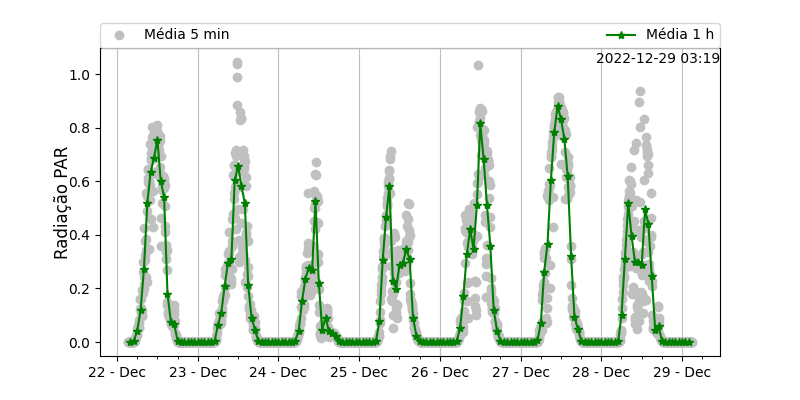 Média 5 min
Média 1 h
2022-12-29 03:19
Radiação PAR
1.0
0.8
0.6
0.4
0.2
0.0
22 - Dec
23 - Dec
24 - Dec
25 - Dec
26 - Dec
27 - Dec
28 - Dec
29 - Dec